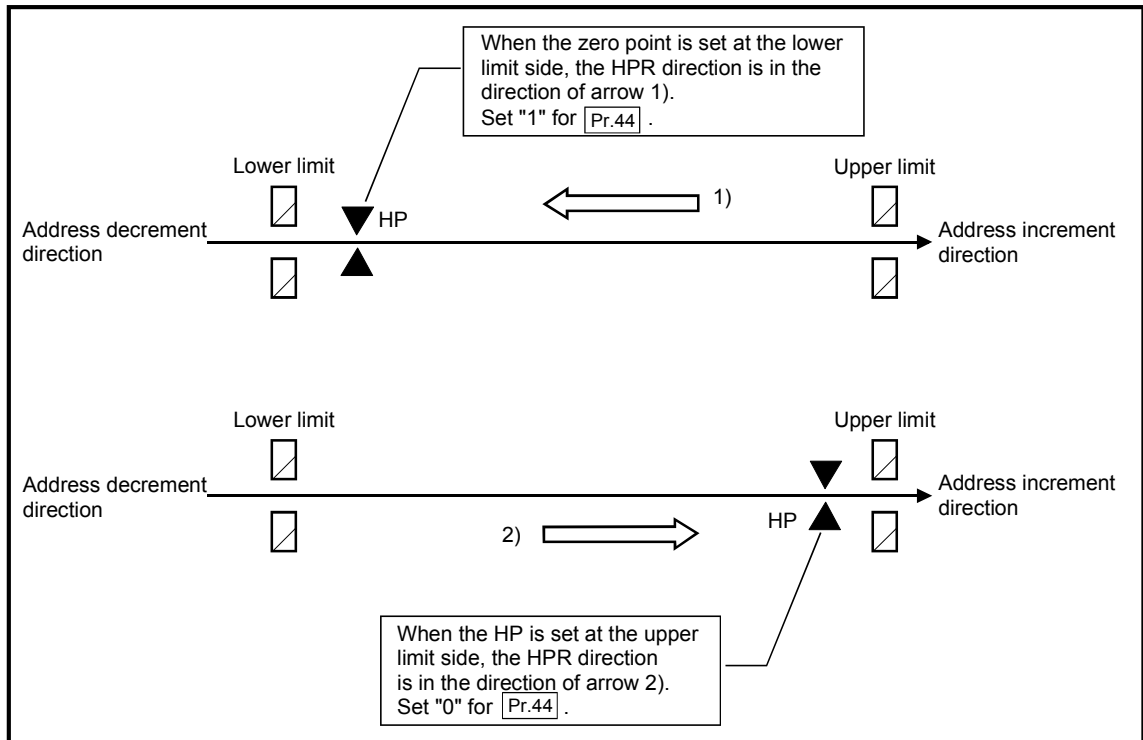 When the zero point is set at the lower
limit side, the HPR direction is in the
direction of arrow 1).
Set "1" for Pr.44 .
Lower limit
Upper limit
1)
HP
Address decrement
direction
Address increment
direction
Lower limit
Upper limit
Address decrement
direction
Address increment
direction
HP
2)
When the HP is set at the upper
limit side, the HPR direction
is in the direction of arrow 2).
Set "0" for Pr.44 .